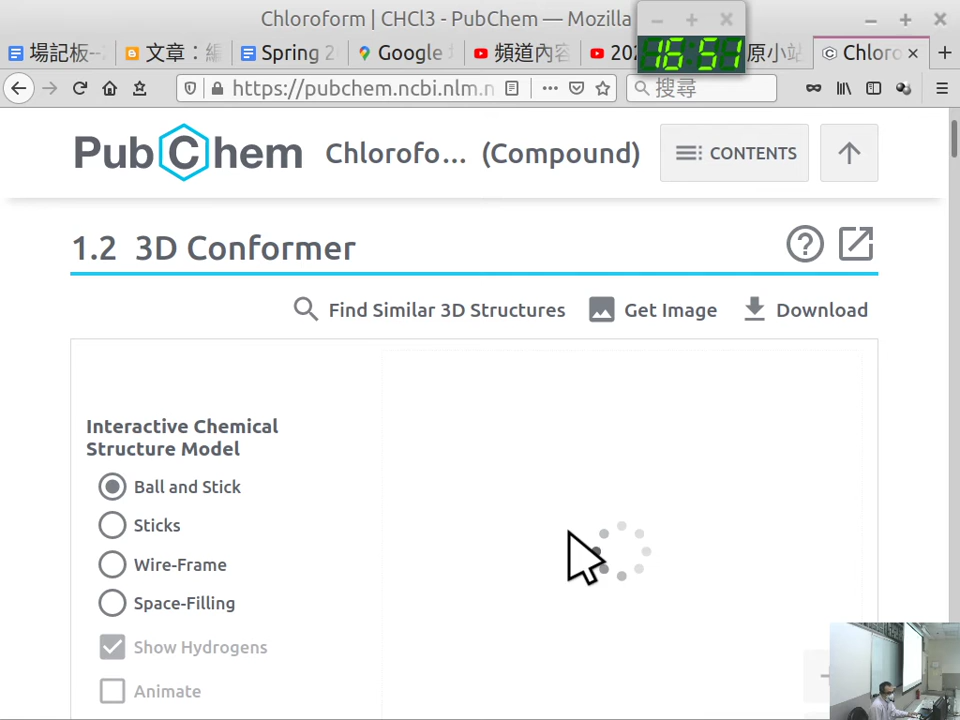 Chloroform | CHCl3 - PubChem — Mozilla
場記板-
文章：編
Spring 2
Google
頻道內容
202
原小站
Chloro
16:51
https://pubchem.ncbi.nlm.n
搜尋
PubChem
Chlorofo... (Compound)
CONTENTS
1.2 3D Conformer
Find Similar 3D Structures
Get Image
Download
Interactive Chemical
Structure Model
Ball and Stick
Sticks
Wire-Frame
Space-Filling
Show Hydrogens
Animate